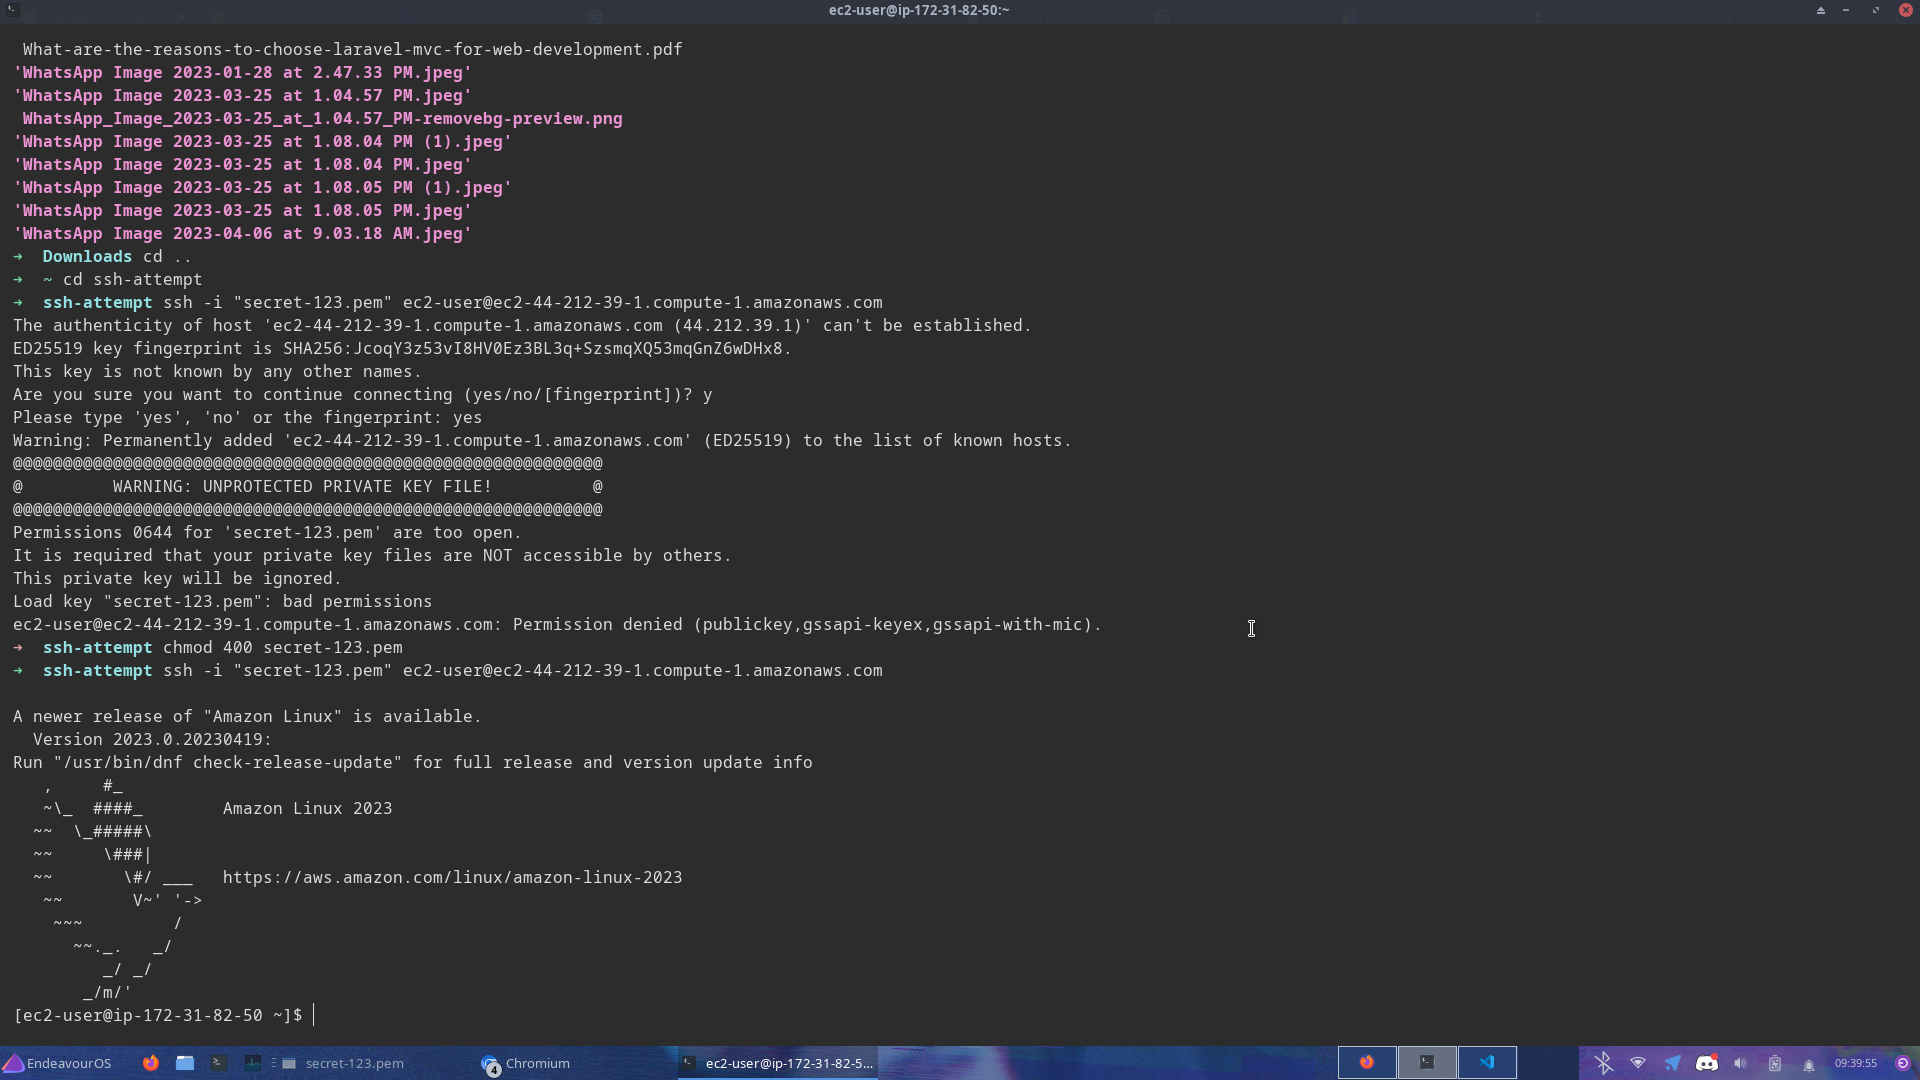 ec2-user@ip-172-31-82-50:~
What-are-the-reasons-to-choose-laravel-mvc-for-web-development.pdf
'WhatsApp Image 2023-01-28 at 2.47.33 PM.jpeg'
'WhatsApp Image 2023-03-25 at 1.04.57 PM.jpeg'
WhatsApp_Image_2023-03-25_at_1.04.57_PM-removebg-preview.png
'WhatsApp Image 2023-03-25 at 1.08.04 PM (1).jpeg'
'WhatsApp Image 2023-03-25 at 1.08.04 PM.jpeg'
'WhatsApp Image 2023-03-25 at 1.08.05 PM (1).jpeg'
'WhatsApp Image 2023-03-25 at 1.08.05 PM.jpeg'
'WhatsApp Image 2023-04-06 at 9.03.18 AM.jpeg'
➜  Downloads cd ..
➜  ~ cd ssh-attempt
➜  ssh-attempt ssh -i "secret-123.pem" ec2-user@ec2-44-212-39-1.compute-1.amazonaws.com
The authenticity of host 'ec2-44-212-39-1.compute-1.amazonaws.com (44.212.39.1)' can't be established.
ED25519 key fingerprint is SHA256:JcoqY3z53vI8HV0Ez3BL3q+SzsmqXQ53mqGnZ6wDHx8.
This key is not known by any other names.
Are you sure you want to continue connecting (yes/no/[fingerprint])? y
Please type 'yes', 'no' or the fingerprint: yes
Warning: Permanently added 'ec2-44-212-39-1.compute-1.amazonaws.com' (ED25519) to the list of known hosts.
@@@@@@@@@@@@@@@@@@@@@@@@@@@@@@@@@@@@@@@@@@@@@@@@@@@@@@@@@@@
@         WARNING: UNPROTECTED PRIVATE KEY FILE!          @
@@@@@@@@@@@@@@@@@@@@@@@@@@@@@@@@@@@@@@@@@@@@@@@@@@@@@@@@@@@
Permissions 0644 for 'secret-123.pem' are too open.
It is required that your private key files are NOT accessible by others.
This private key will be ignored.
Load key "secret-123.pem": bad permissions
ec2-user@ec2-44-212-39-1.compute-1.amazonaws.com: Permission denied (publickey,gssapi-keyex,gssapi-with-mic).
➜  ssh-attempt chmod 400 secret-123.pem
➜  ssh-attempt ssh -i "secret-123.pem" ec2-user@ec2-44-212-39-1.compute-1.amazonaws.com
A newer release of "Amazon Linux" is available.
  Version 2023.0.20230419:
Run "/usr/bin/dnf check-release-update" for full release and version update info
   ,     #_
   ~\_  ####_        Amazon Linux 2023
  ~~  \_#####\
  ~~     \###|
  ~~       \#/ ___   https://aws.amazon.com/linux/amazon-linux-2023
   ~~       V~' '->
    ~~~         /
      ~~._.   _/
         _/ _/
       _/m/'
[ec2-user@ip-172-31-82-50 ~]$
EndeavourOS
secret-123.pem
4
Chromium
ec2-user@ip-172-31-82-5...
09:39:55